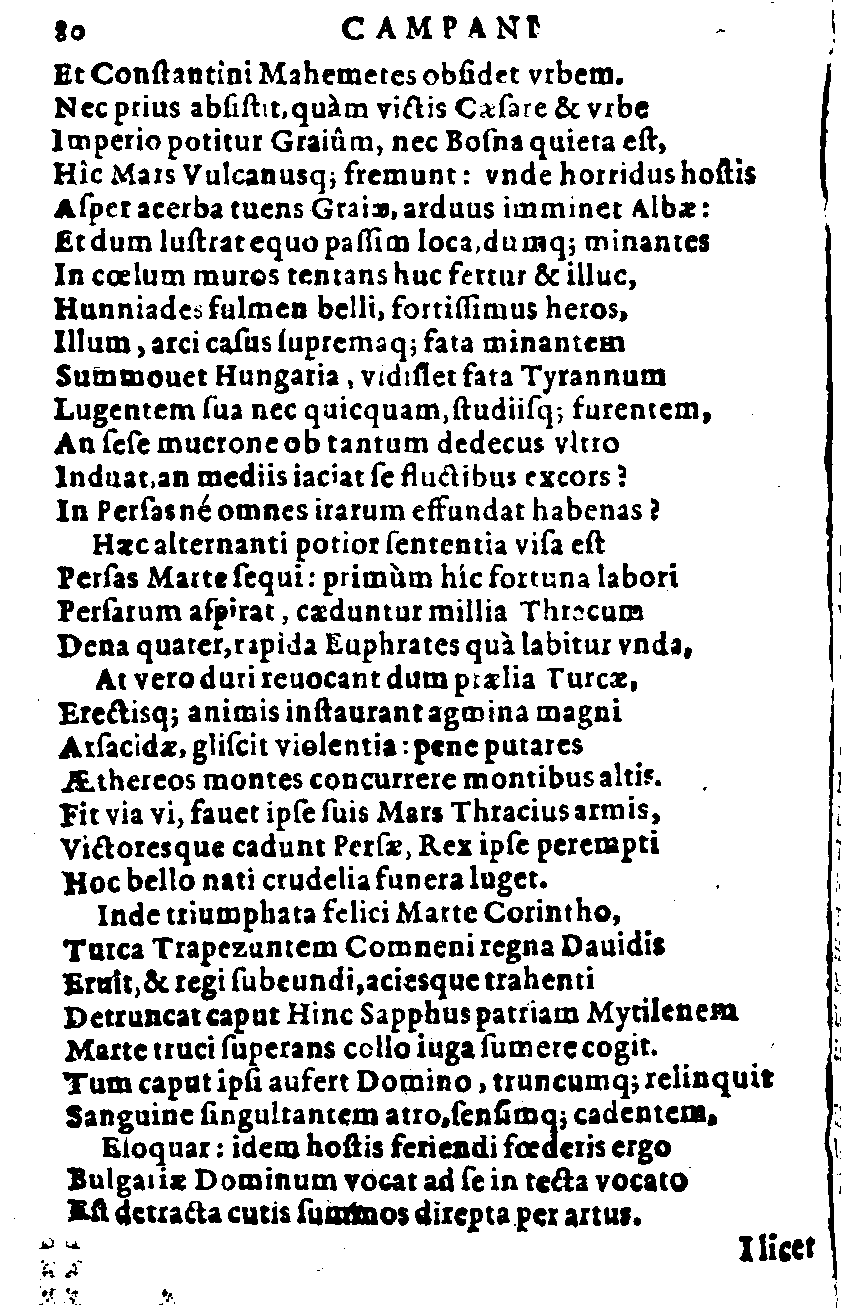 80 CAMPANI
Et Conſtantini Mahemetes obſidet vrbem.
Nec prius abſiſtit, quàm victis Cæſare & vrbe
Imperio potitur Graiûm, nec Boſna quieta eſt,
Hîc Mars Vulcanusq; fremunt: vnde horridus hoſtis
Aſper acerba tuens Graiæ, arduus imminet Albæ:
Et dum luſtrat equo paſſim loca, dumq; minantes
In cœlum muros tentans huc fertur & illuc,
Hunniades fulmen belli, fortiſſimus heros,
Illum, arci caſus ſupremaq; fata minantem
Summouet Hungaria, vidiſſet fata Tyrannum
Lugentem ſua nec quicquam, ſtudiiſq; furentem,
An ſeſe mucrone ob tantum dedecus vltro
Induat, an mediis iaciat ſe fluctibus excors?
In Perſas né omnes irarum effundat habenas?
Hæc alternanti potior ſententia viſa eſt
Perſas Marte ſequi: primùm híc fortuna labori
Perſarum aſpirat, cæduntur millia Thracum
Dena quater, rapida Euphrates quà labitur vnda,
At vero duri reuocant dum prælia Turcæ,
Erectisq; animis inſtaurant agmina magni
Arſacidæ, gliſcit violentia: pene putares
Æthereos montes concurrere montibus altis.
Fit via vi, fauet ipſe ſuis Mars Thracius armis,
Victoresque cadunt Perſæ, Rex ipſe perempti
Hoc bello nati crudelia funera luget.
Inde triumphata felici Marte Corintho,
Turca Trapezuntem Comneni regna Dauidis
Eruit, & regi ſubeundi, aciesque trahenti
Detruncat caput Hinc Sapphus patriam Mytilenem
Marte truci ſuperans collo iuga ſumere cogit.
Tum caput ipſi aufert Domino, truncumq; relinquit
Sanguine ſingultantem atro, ſenſimq; cadentem,
Eloquar: idem hoſtis feriendi fœderis ergo
Bulgariæ Dominum vocat ad ſe in tecta vocato
Eſt detracta cutis ſummos direpta per artus.
Ilicet